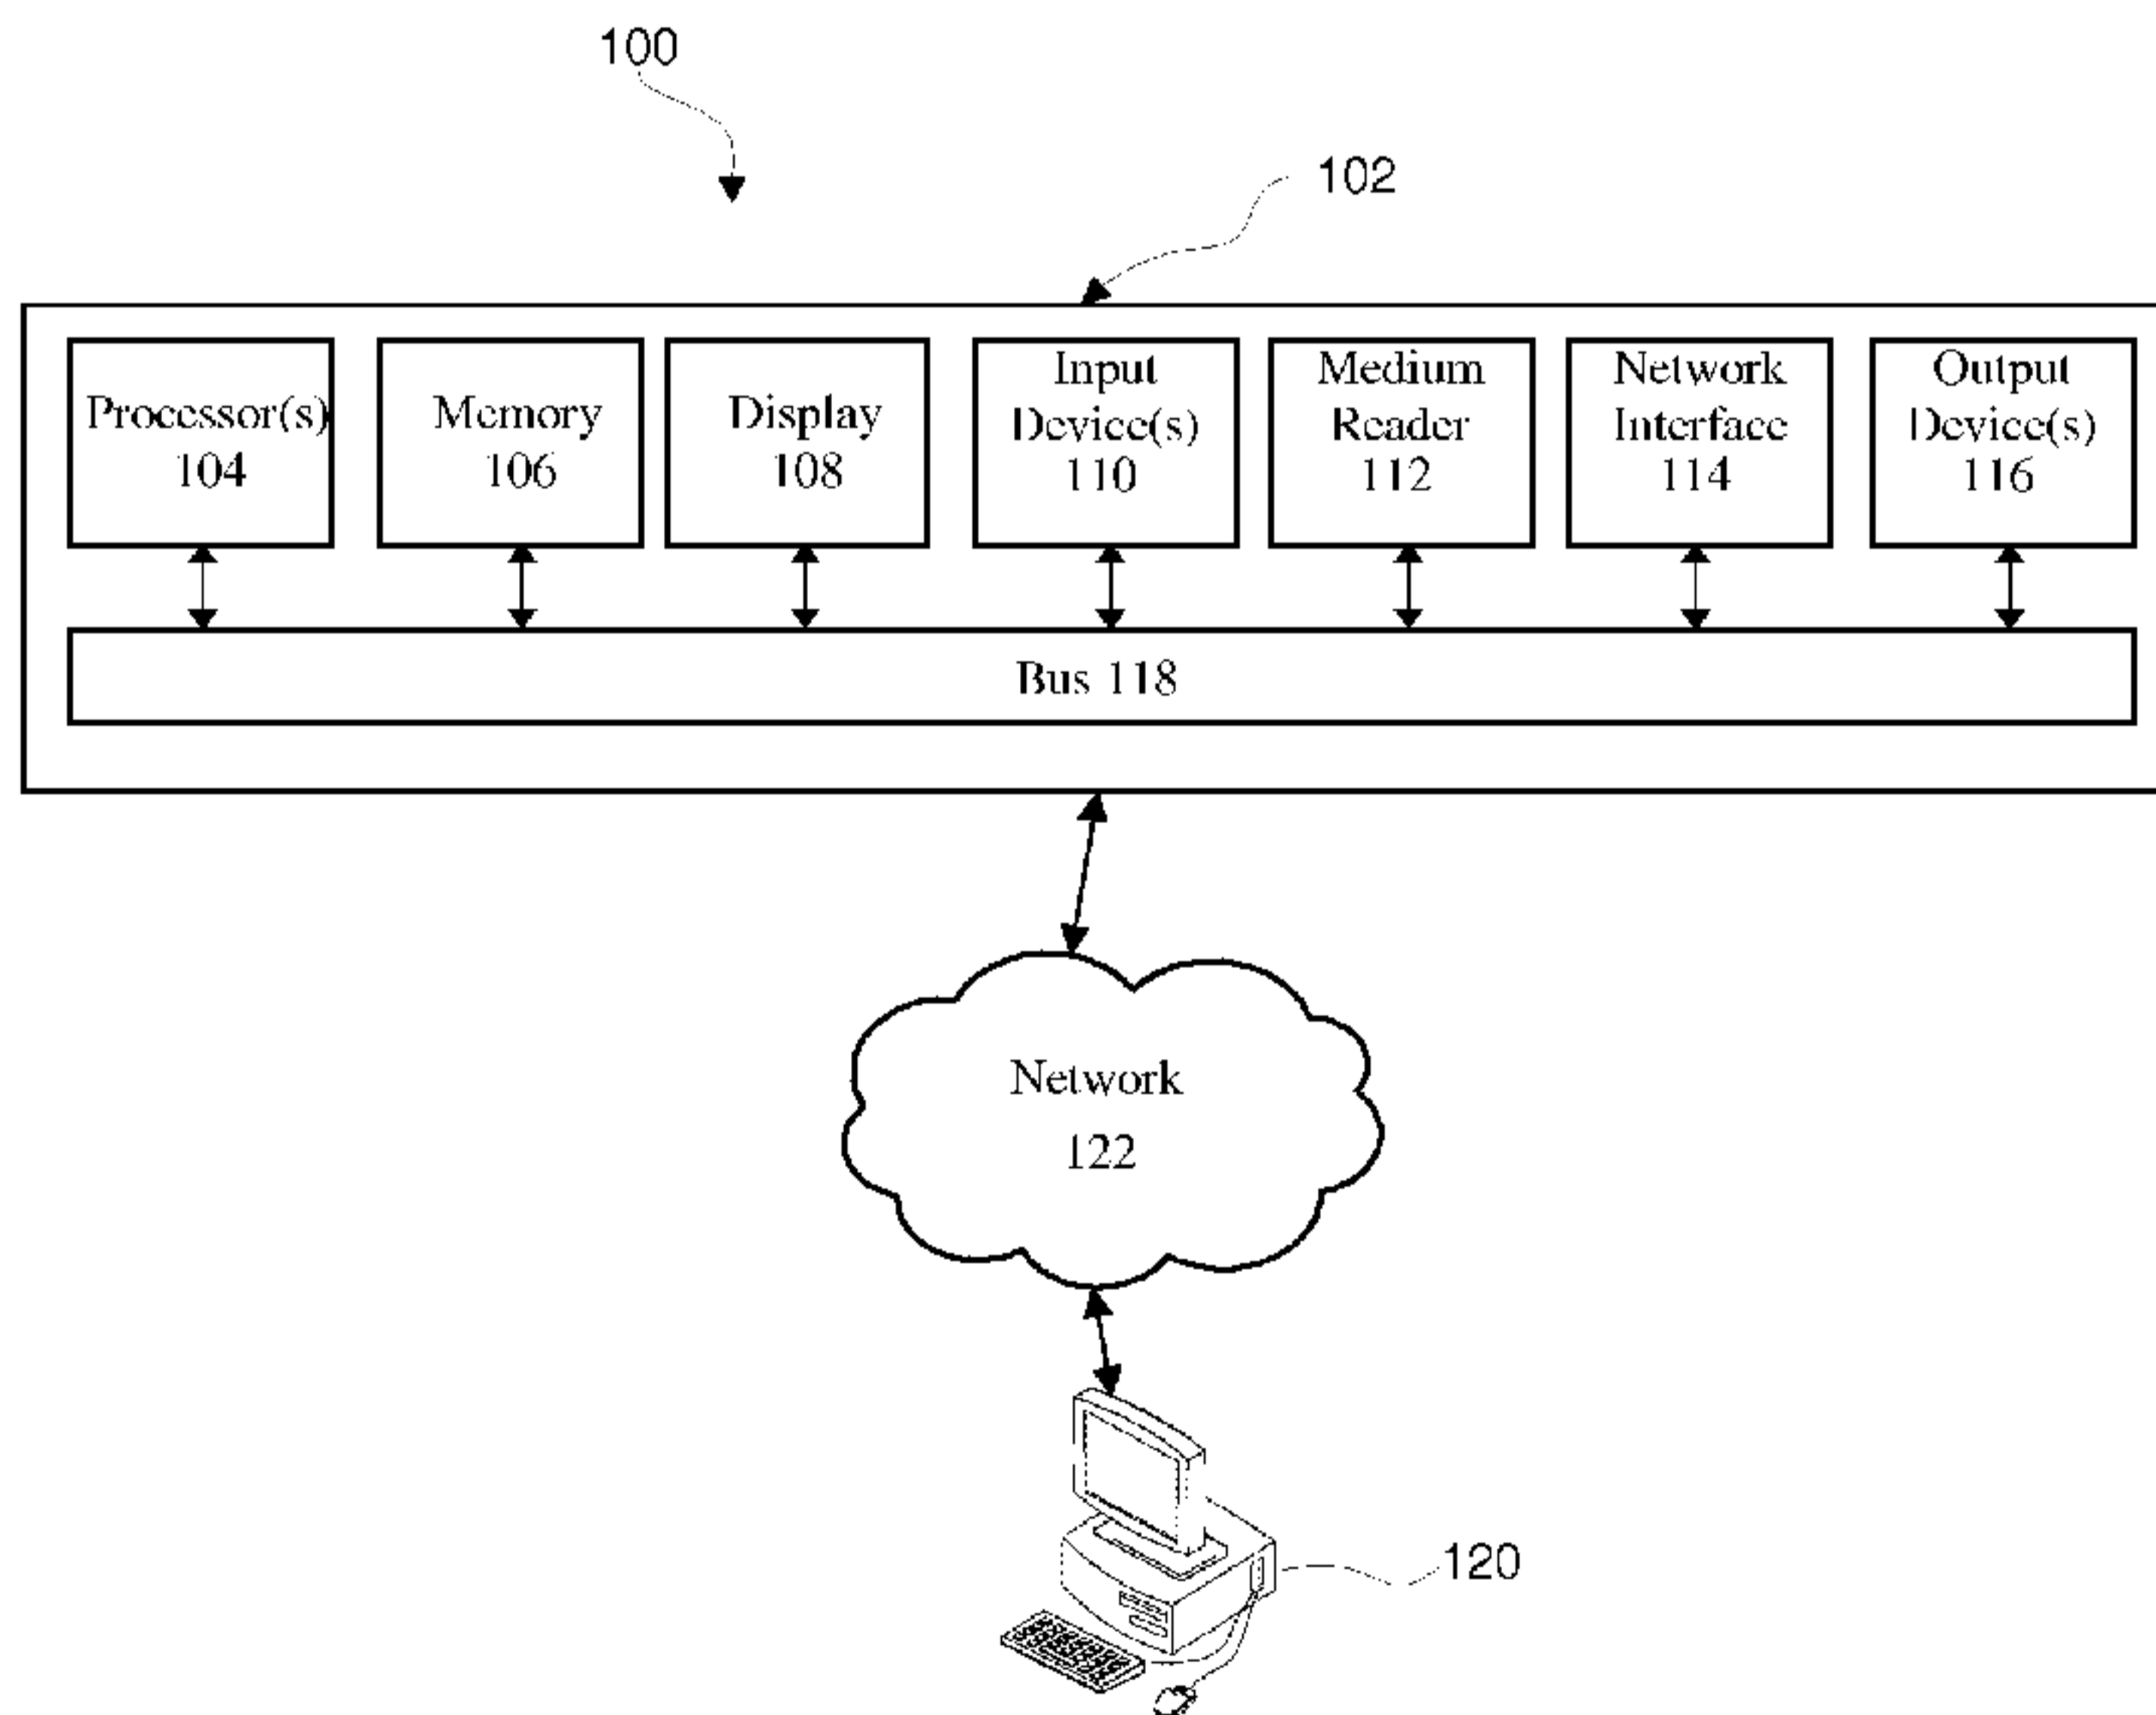 100
102
Processor(s)
104
Memory
106
Display
108
Input
Device(s)
110
Medium
Reader
112
Network
Interface
114
Output
Device(s)
116
Bus 118
Network
122
120